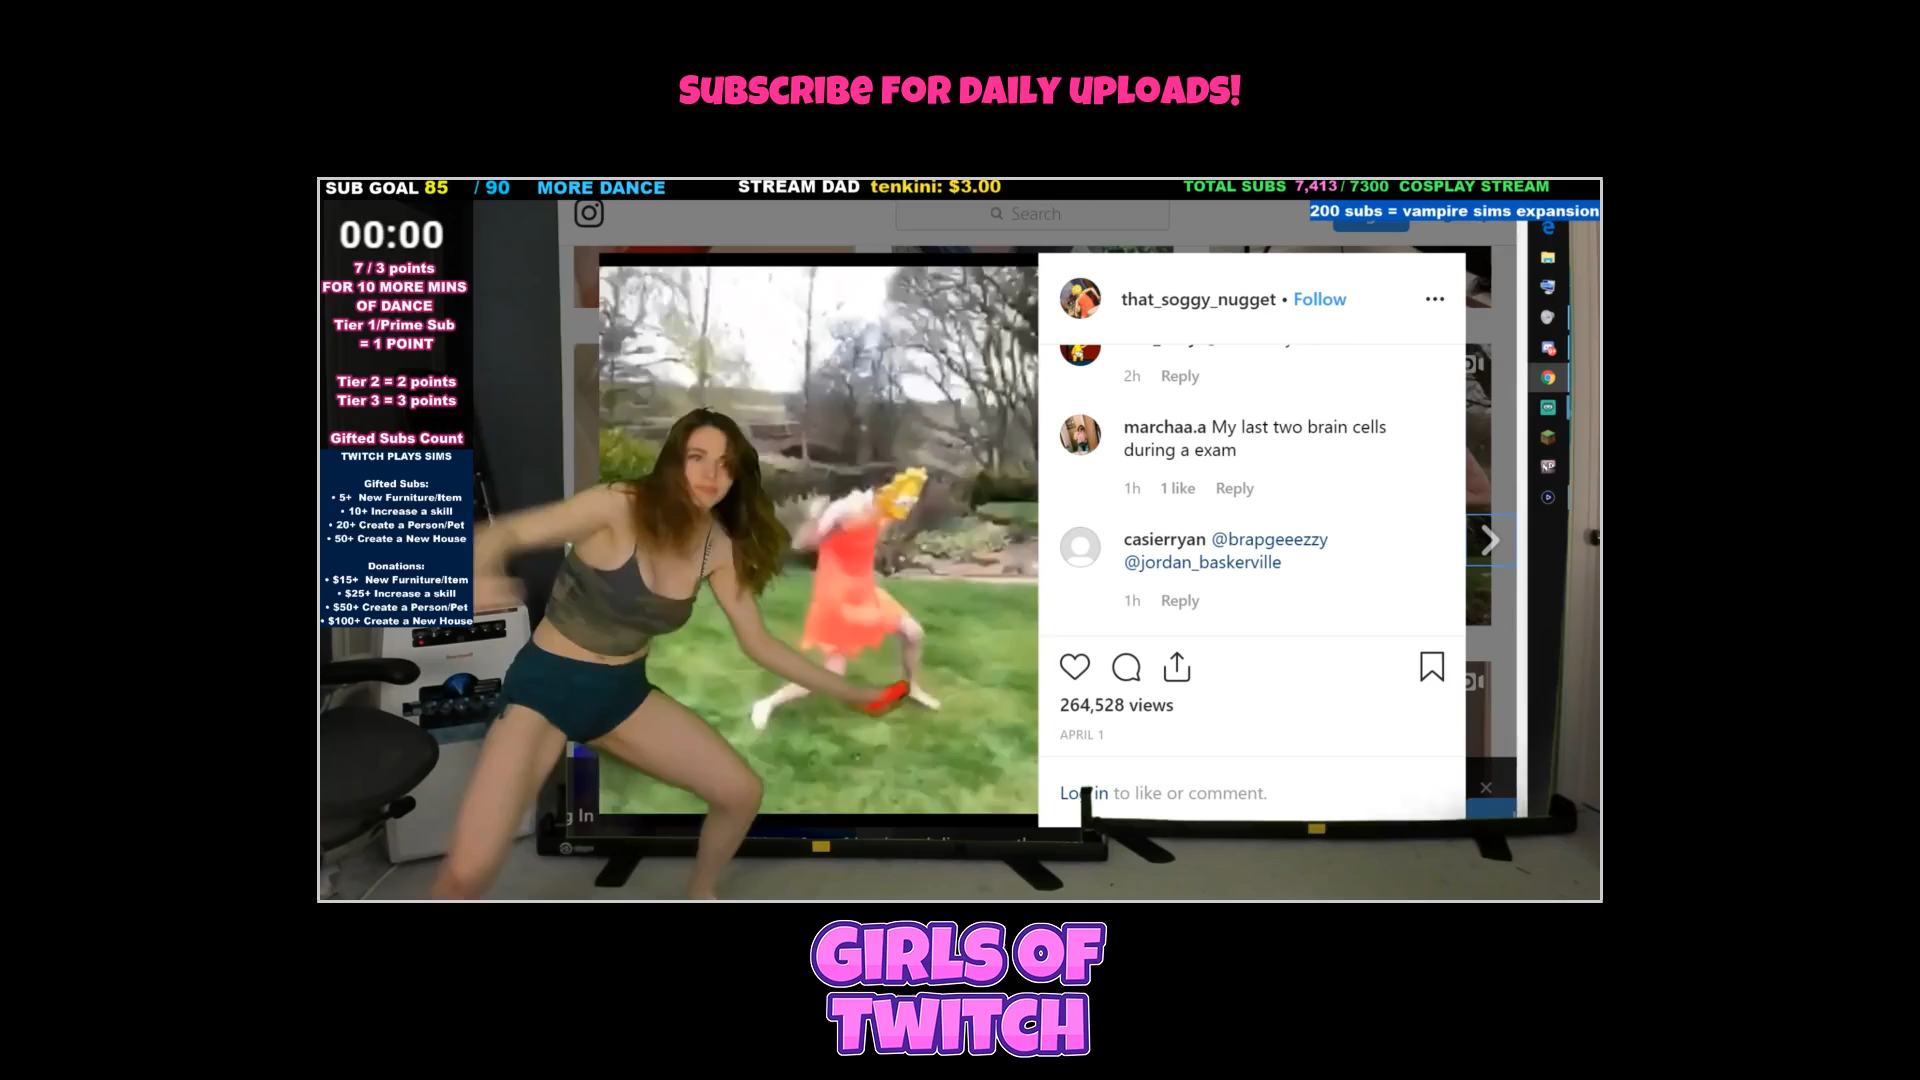 SUBSCRIBE FOR DAILY UPLOADS!
SUB GOAL 85 / 90 MORE DANCE
STREAM DAD tenkini: $3.00
TOTAL SUBS 7,413 / 7300 COSPLAY STREAM
200 subs = vampire sims expansion
00:00
7 / 3 points
FOR 10 MORE MINS
OF DANCE
Tier 1/Prime Sub
= 1 POINT
Tier 2 = 2 points
Tier 3 = 3 points
Gifted Subs Count
TWITCH PLAYS SIMS
Gifted Subs:
• 5+ New Furniture/Item
• 10+ Increase a skill
• 20+ Create a Person/Pet
• 50+ Create a New House
Donations:
• $15+ New Furniture/Item
• $25+ Increase a skill
• $50+ Create a Person/Pet
• $100+ Create a New House
Search
that_soggy_nugget • Follow
2h Reply
marchaa.a My last two brain cells
during a exam
1h 1 like Reply
casierryan @brapgeeezzy
@jordan_baskerville
1h Reply
264,528 views
APRIL 1
Log in to like or comment.
g In
GIRLS OF
TWITCH